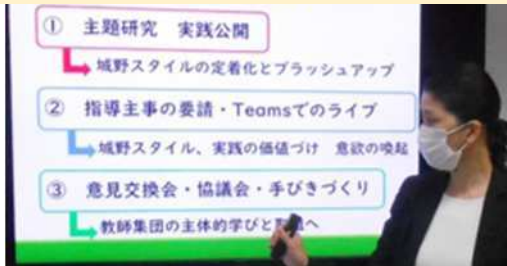 ① 主題研究 実践公開
城野スタイルの定着化とブラッシュアップ
② 指導主事の要請・Teamsでのライブ
城野スタイル、実践の価値づけ 意欲の喚起
③ 意見交換会・協議会・手びきづくり
教師集団の主体的学びと へ